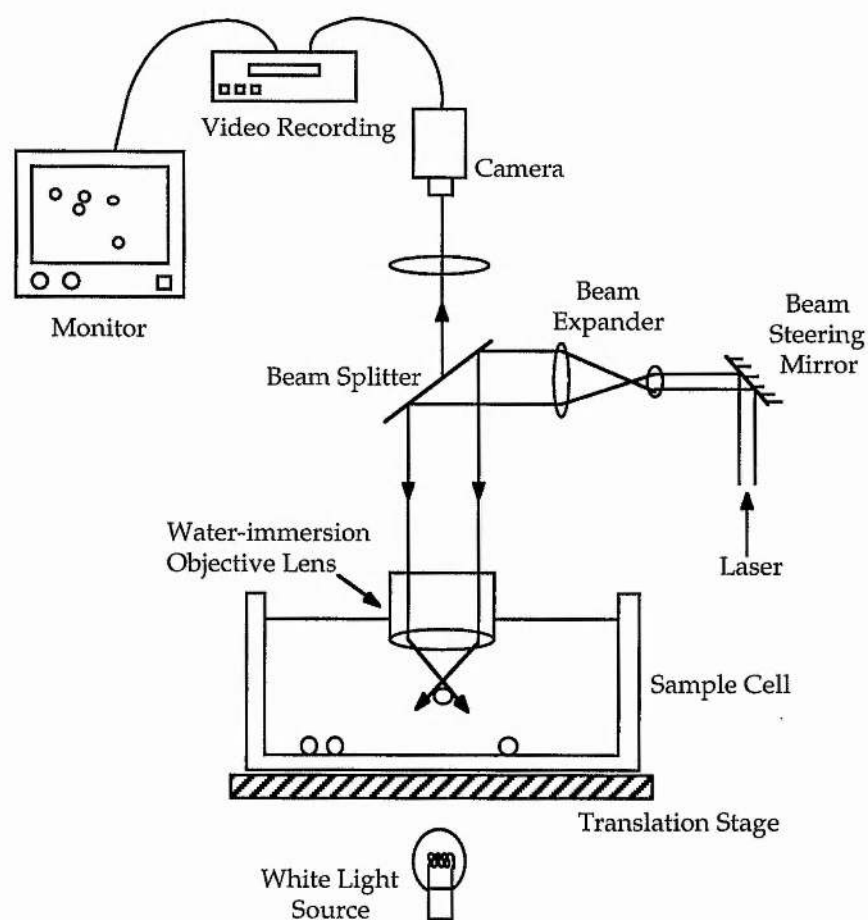 Video Recording
Camera
Monitor
Beam
Expander
Beam
Steering
Mirror
Beam Splitter
Water-immersion
Objective Lens
Laser
Sample Cell
Translation Stage
White Light
Source